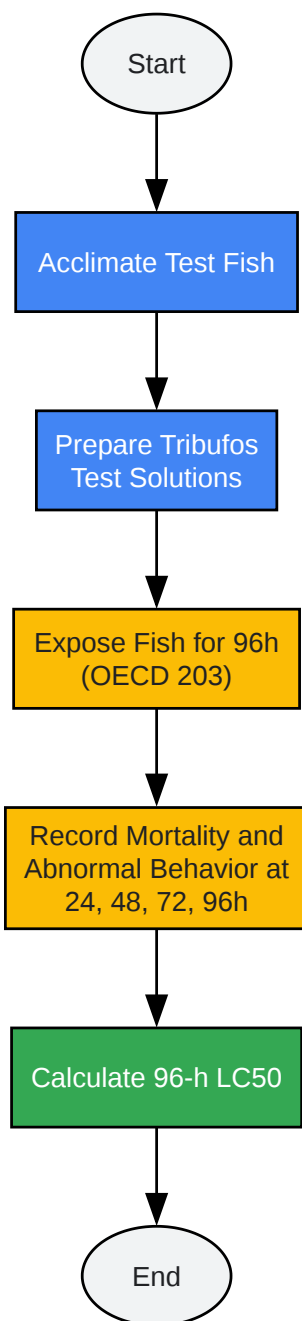 Start
Acclimate Test Fish
Prepare Tribufos
Test Solutions
Expose Fish for 96h
(OECD 203)
Record Mortality and
Abnormal Behavior at
24, 48, 72, 96h
Calculate 96-h LC50
End